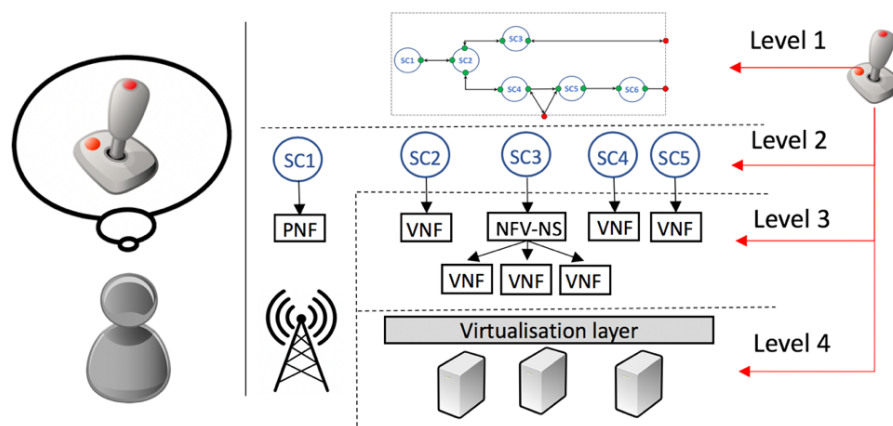 SC3
Level 1
SC1
SC2
SC4
SC5
SC6
Level 2
SC1
SC2
SC3
SC4
SC5
Level 3
PNF
VNF
NFV-NS
VNF
VNF
VNF
VNF
VNF
Virtualisation layer
Level 4